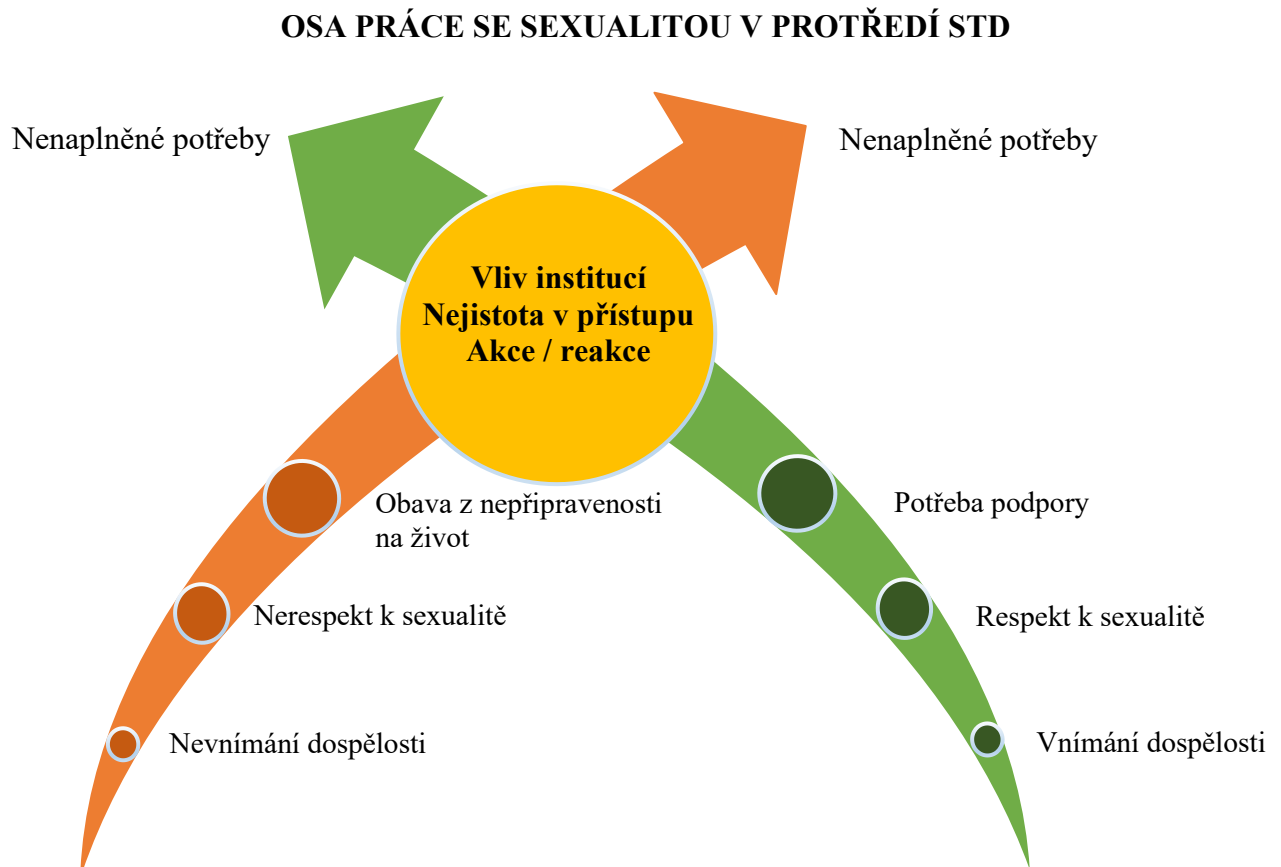 OSA PRÁCE SE SEXUALITOU V PROTŘEDÍ STD
Nenaplněné potřeby
Nenaplněné potřeby
Vliv institucí
Nejistota v přístupu
Akce / reakce
Obava z nepřipravenosti
na život
Potřeba podpory
Nerespekt k sexualitě
Respekt k sexualitě
Nevnímání dospělosti
Vnímání dospělosti